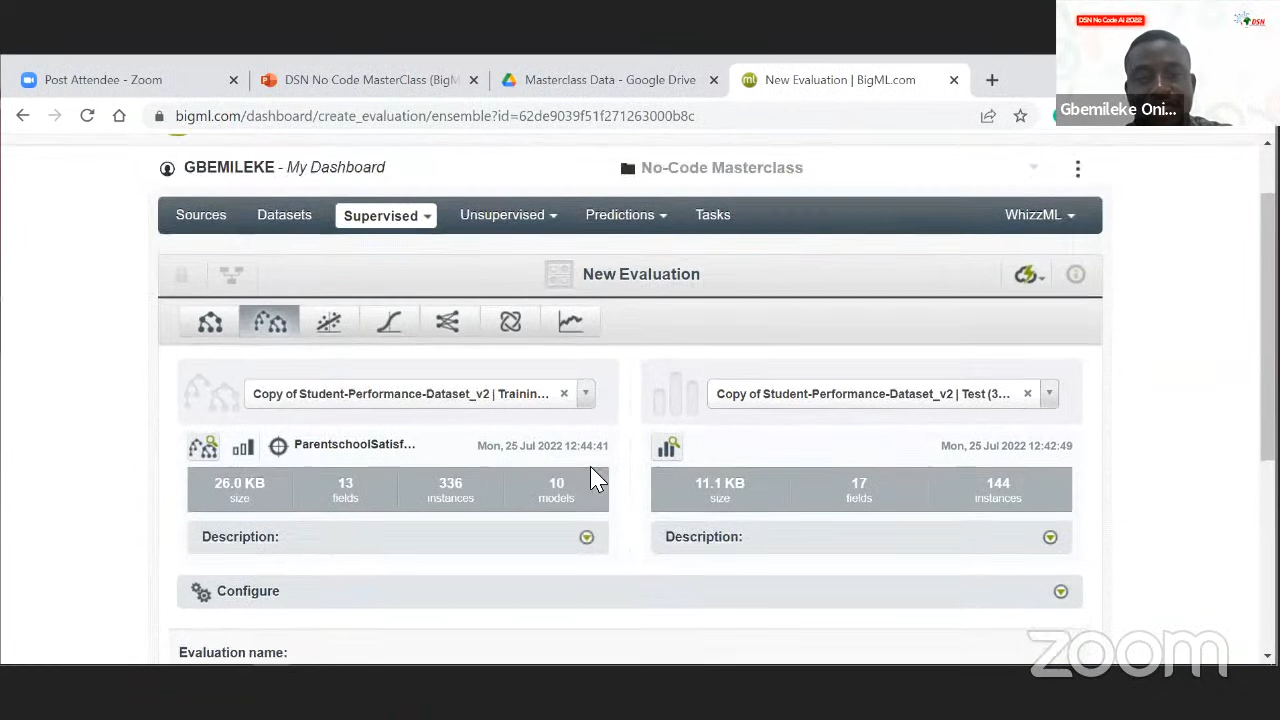 DSN No Code AI 2022
DSN
Gbemileke Oni...
Post Attendee - Zoom
DSN No Code MasterClass (BigM
Masterclass Data - Google Drive
New Evaluation | BigML.com
bigml.com/dashboard/create_evaluation/ensemble?id=62de9039f51f271263000b8c
GBEMILEKE - My Dashboard
No-Code Masterclass
Sources Datasets Supervised Unsupervised Predictions Tasks WhizzML
New Evaluation
Copy of Student-Performance-Dataset_v2 | Trainin...
Copy of Student-Performance-Dataset_v2 | Test (3...
ParentschoolSatisf...
Mon, 25 Jul 2022 12:44:41
Mon, 25 Jul 2022 12:42:49
26.0 KB 13 336 10
size fields instances models
11.1 KB 17 144
size fields instances
Description:
Description:
Configure
Evaluation name:
zoom